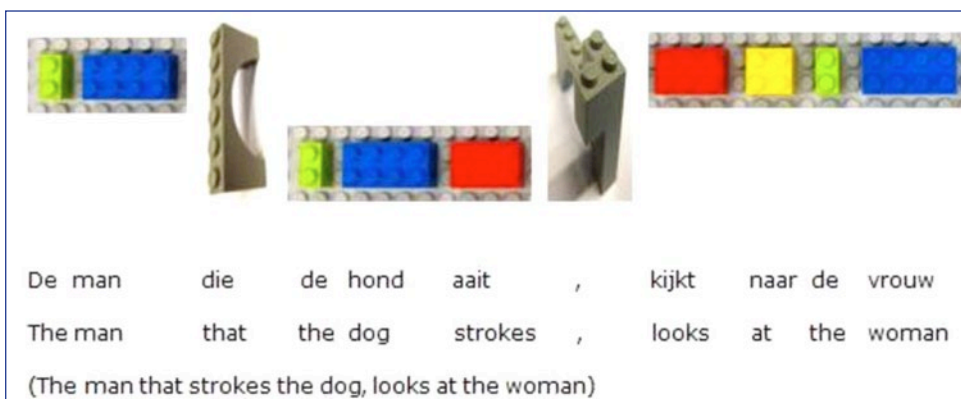 De man die de hond aait , kijkt naar de vrouw
The man that the dog strokes , looks at the woman
(The man that strokes the dog, looks at the woman)